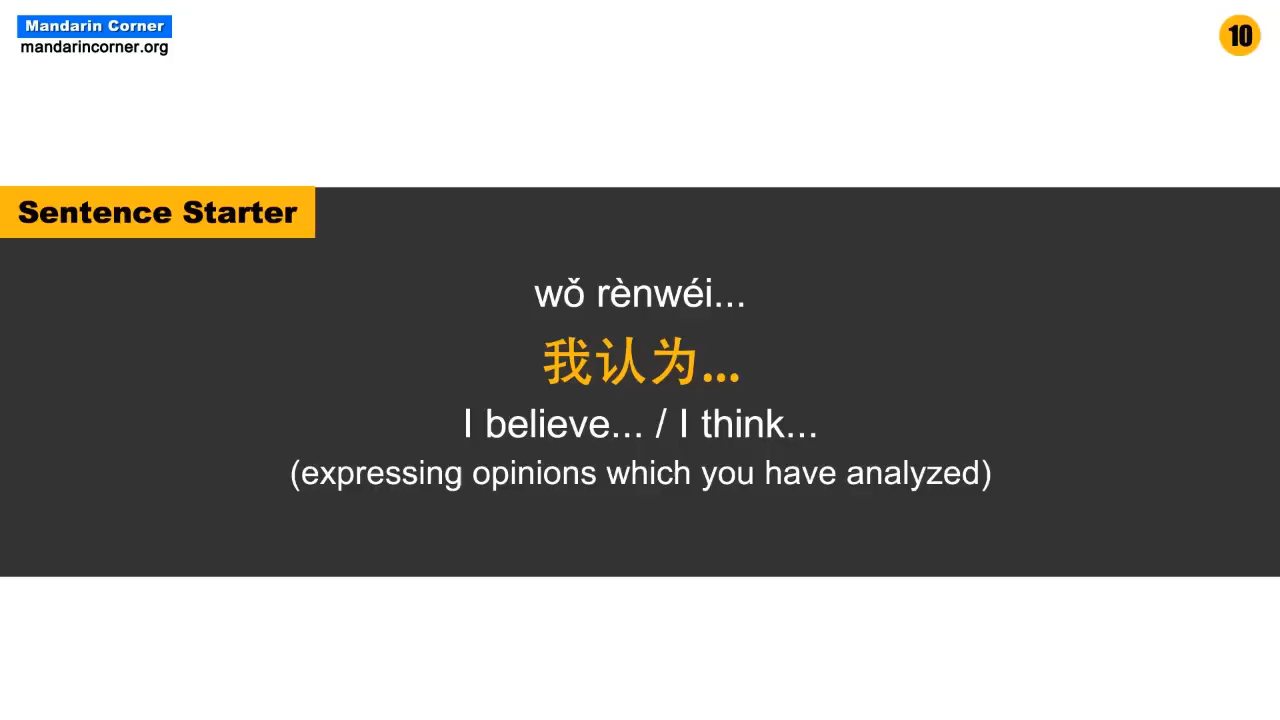 Mandarin Corner
mandarincorner.org
10
Sentence Starter
wǒ rènwéi...
我认为...
I believe... / I think...
(expressing opinions which you have analyzed)